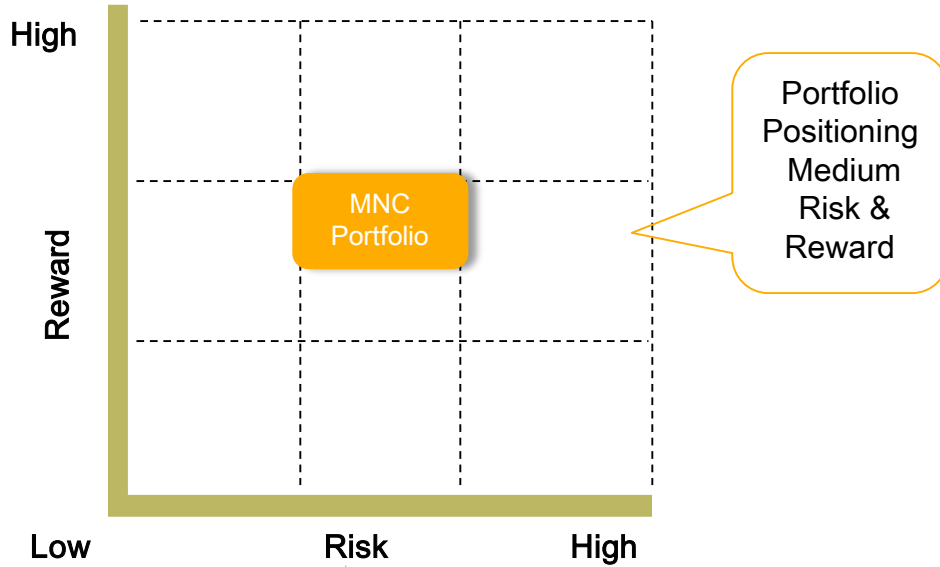 High
MNC
Portfolio
Portfolio
Positioning
Medium
Risk &
Reward
Reward
Low
Risk
High